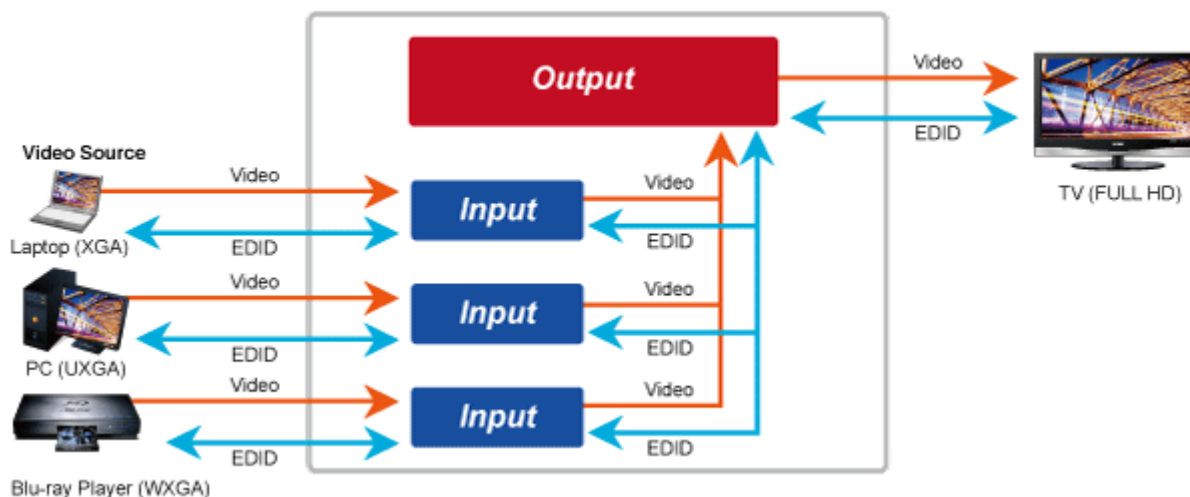 Output
Video
EDID
TV (FULL HD)
Video Source
Video
EDID
Laptop (XGA)
Input
Video
EDID
Video
EDID
PC (UXGA)
Input
Video
EDID
Video
EDID
Blu-ray Player (WXGA)
Input
Video
EDID